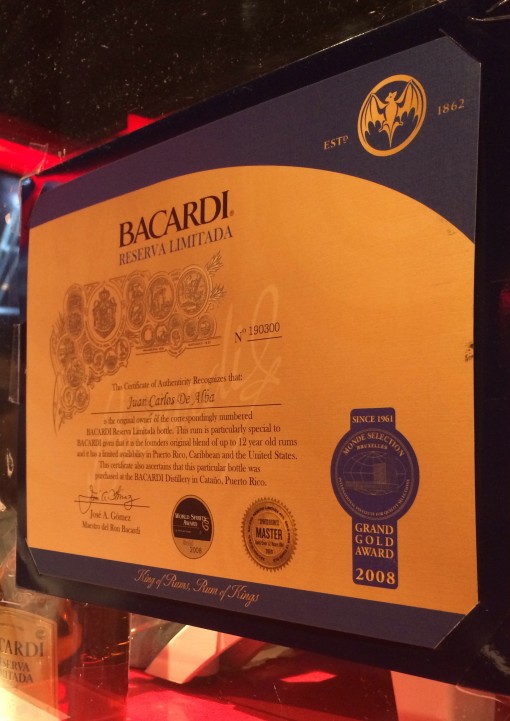 ESTD 1862
BACARDI®
RESERVA LIMITADA
Nº 190300
This Certificate of Authenticity Recognizes that:
Juan Carlos De Alba
is the original owner of the correspondingly numbered
BACARDI Reserva Limitada bottle. This rum is particularly special to
BACARDI given that it is the founders original blend of up to 12 year old rums
and it has a limited availability in Puerto Rico, Caribbean and the United States.
This certificate also ascertains that this particular bottle was
purchased at the BACARDI Distillery in Cataño, Puerto Rico.
José A. Gómez
Maestro del Ron Bacardi
WORLD SPIRITS
AWARD
2008
MASTER
SINCE 1961
MONDE SELECTION
BRUXELLES
GRAND
GOLD
AWARD
2008
King of Rums, Rum of Kings
CARDI
SERVA
MITADA